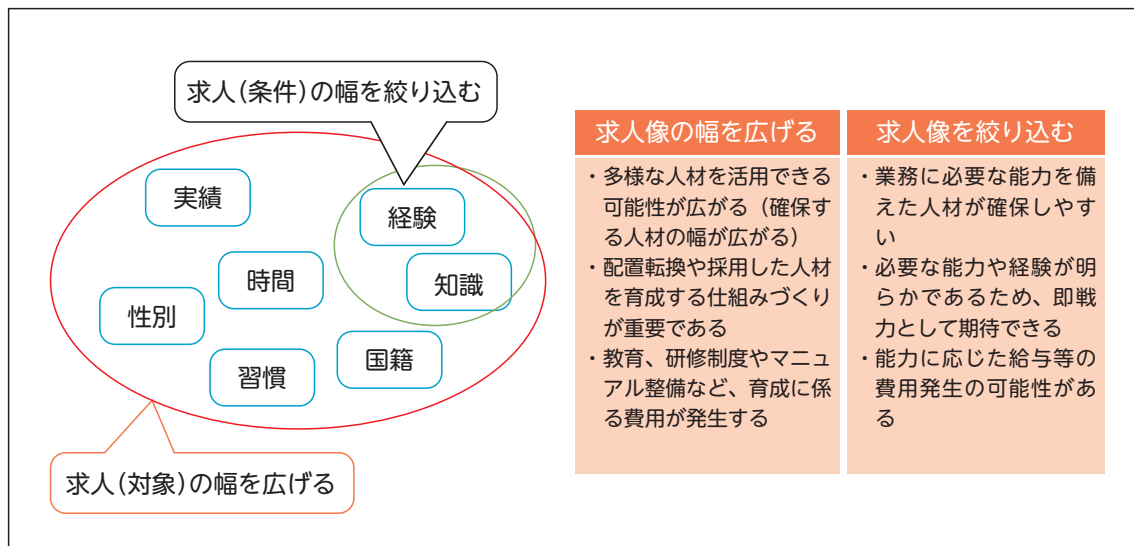 求人(条件)の幅を絞り込む
実績
経験
時間
知識
性別
国籍
習慣
求人(対象)の幅を広げる
求人像の幅を広げる
・多様な人材を活用できる
可能性が広がる（確保す
る人材の幅が広がる）
・配置転換や採用した人材
を育成する仕組みづくり
が重要である
・教育、研修制度やマニュ
アル整備など、育成に係
る費用が発生する
求人像を絞り込む
・業務に必要な能力を備
えた人材が確保しやす
い
・必要な能力や経験が明
らかであるため、即戦
力として期待できる
・能力に応じた給与等の
費用発生の可能性があ
る